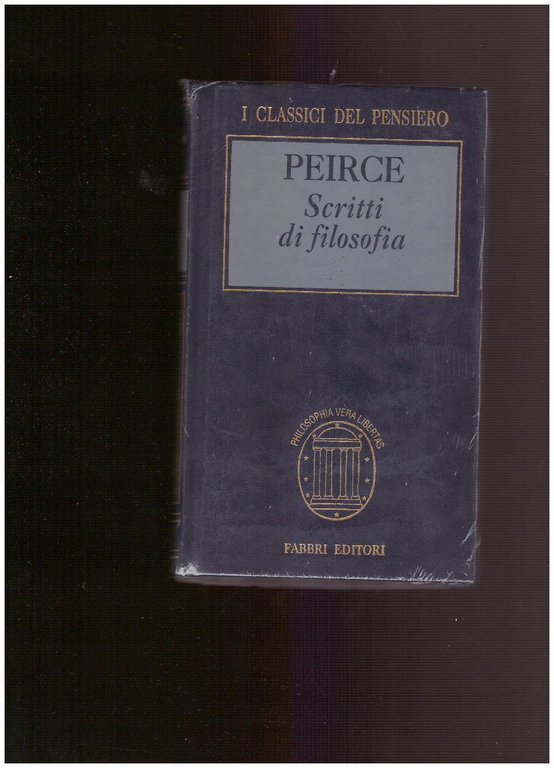 I CLASSICI DEL PENSIERO
PEIRCE
Scritti
di filosofia
PHILOSOPHIA VERA LIBERTAS
FABBRI EDITORI